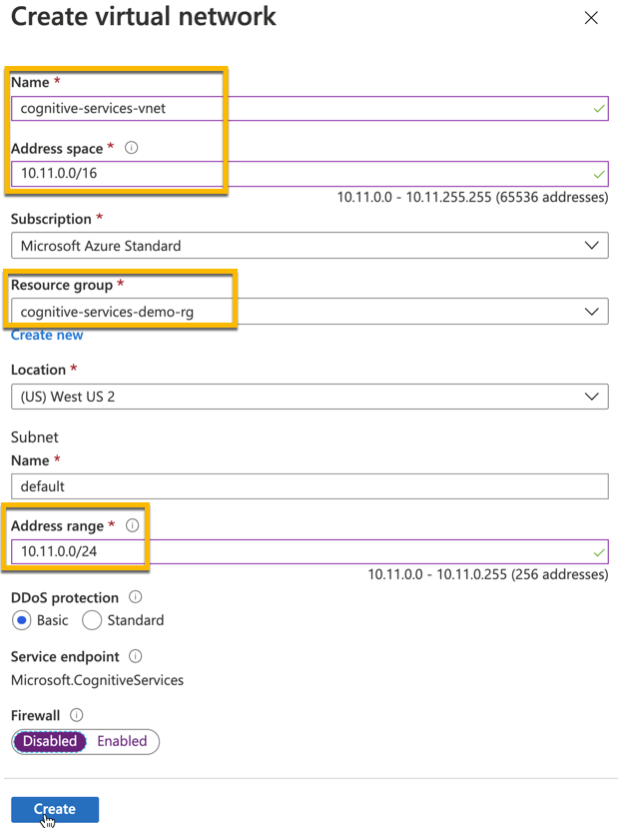 Create virtual network
Name *
cognitive-services-vnet
Address space *
10.11.0.0/16
10.11.0.0 - 10.11.255.255 (65536 addresses)
Subscription *
Microsoft Azure Standard
Resource group *
cognitive-services-demo-rg
Create new
Location *
(US) West US 2
Subnet
Name *
default
Address range *
10.11.0.0/24
10.11.0.0 - 10.11.0.255 (256 addresses)
DDoS protection
Basic Standard
Service endpoint
Microsoft.CognitiveServices
Firewall
Disabled Enabled
Create